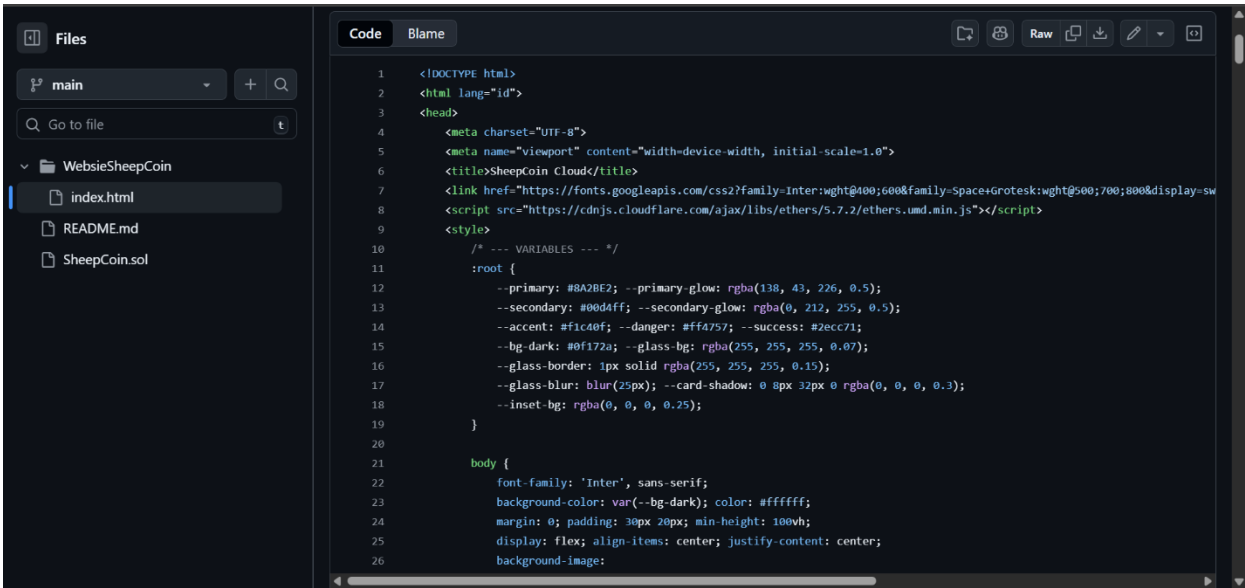 Files
main
Go to file
t
WebsieSheepCoin
index.html
README.md
SheepCoin.sol
Code Blame
Raw
1 <!DOCTYPE html>
2 <html lang="id">
3 <head>
4 <meta charset="UTF-8">
5 <meta name="viewport" content="width=device-width, initial-scale=1.0">
6 <title>SheepCoin Cloud</title>
7 <link href="https://fonts.googleapis.com/css2?family=Inter:wght@400;600&family=Space+Grotesk:wght@500;700;800&display=sw
8 <script src="https://cdnjs.cloudflare.com/ajax/libs/ethers/5.7.2/ethers.umd.min.js"></script>
9 <style>
10 /* --- VARIABLES --- */
11 :root {
12 --primary: #8A2BE2; --primary-glow: rgba(138, 43, 226, 0.5);
13 --secondary: #00d4ff; --secondary-glow: rgba(0, 212, 255, 0.5);
14 --accent: #f1c40f; --danger: #ff4757; --success: #2ecc71;
15 --bg-dark: #0f172a; --glass-bg: rgba(255, 255, 255, 0.07);
16 --glass-border: 1px solid rgba(255, 255, 255, 0.15);
17 --glass-blur: blur(25px); --card-shadow: 0 8px 32px 0 rgba(0, 0, 0, 0.3);
18 --inset-bg: rgba(0, 0, 0, 0.25);
19 }
20
21 body {
22 font-family: 'Inter', sans-serif;
23 background-color: var(--bg-dark); color: #ffffff;
24 margin: 0; padding: 30px 20px; min-height: 100vh;
25 display: flex; align-items: center; justify-content: center;
26 background-image: